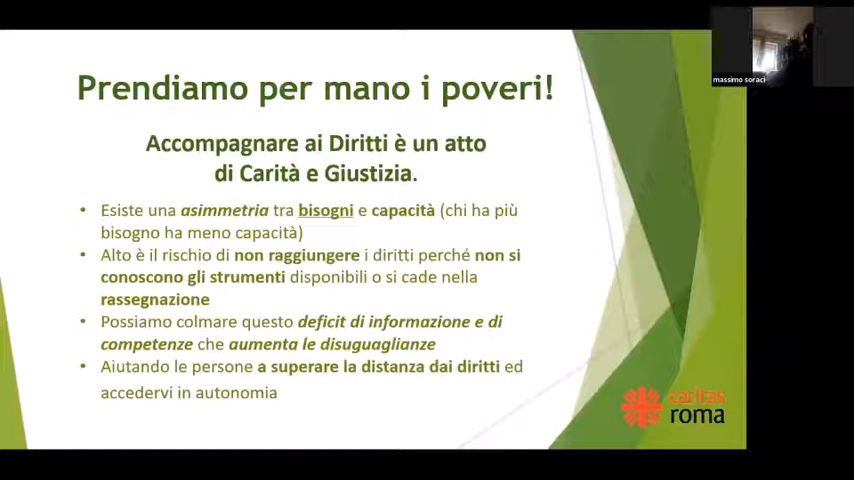 Prendiamo per mano i poveri!
Accompagnare ai Diritti è un atto
di Carità e Giustizia.
• Esiste una asimmetria tra bisogni e capacità (chi ha più
bisogno ha meno capacità)
• Alto è il rischio di non raggiungere i diritti perché non si
conoscono gli strumenti disponibili o si cade nella
rassegnazione
• Possiamo colmare questo deficit di informazione e di
competenze che aumenta le disuguaglianze
• Aiutando le persone a superare la distanza dai diritti ed
accedervi in autonomia
caritas
roma
massimo soraci